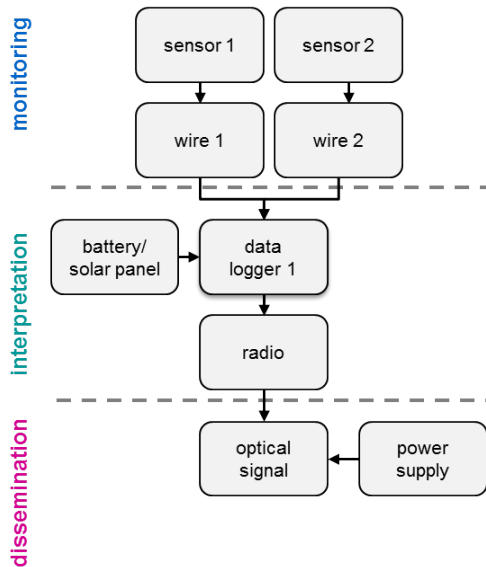 monitoring
sensor 1
sensor 2
wire 1
wire 2
interpretation
battery/
solar panel
data
logger 1
radio
dissemination
optical
signal
power
supply